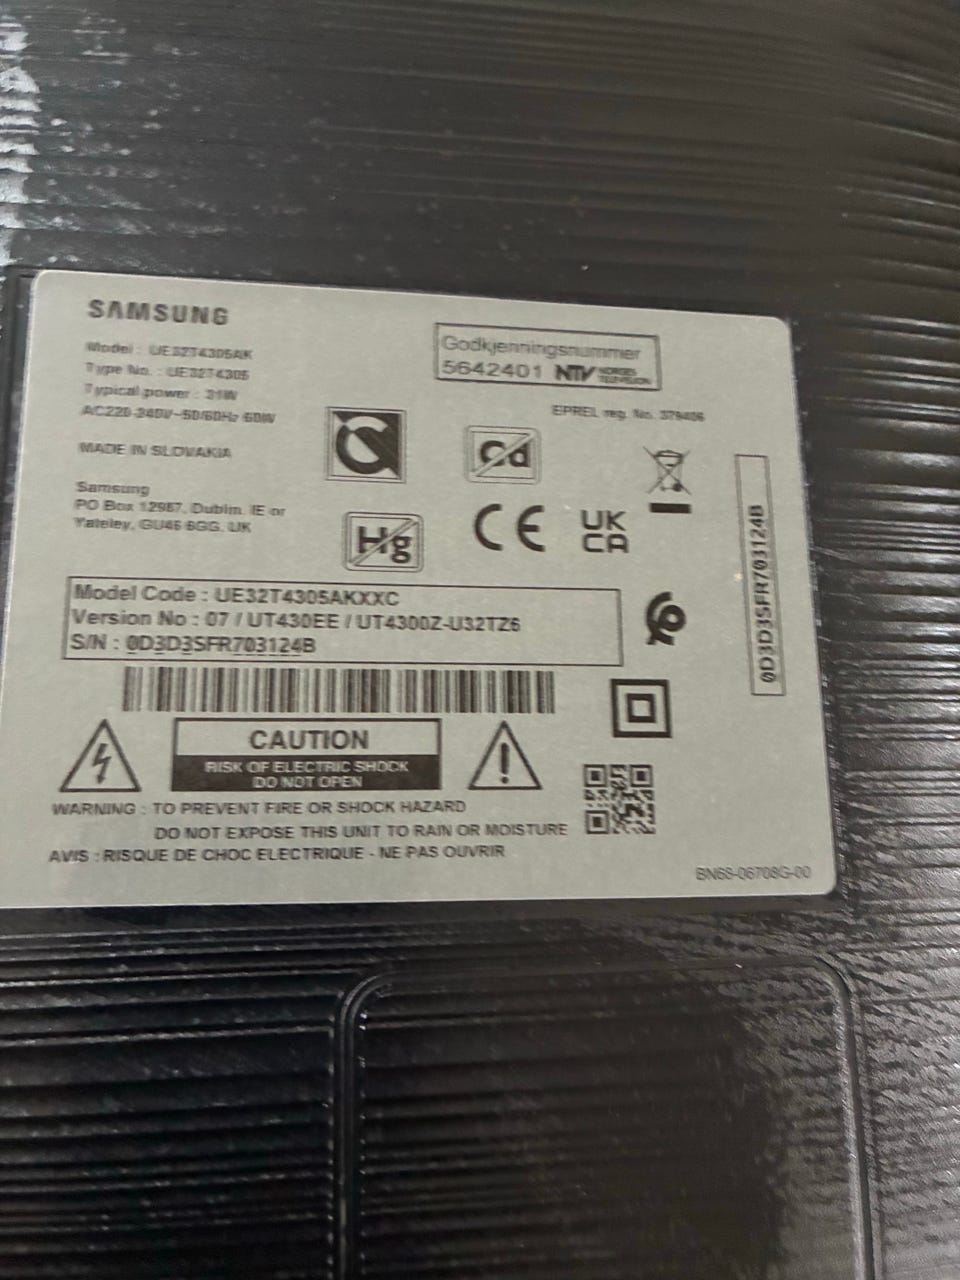 SAMSUNG
Model : UE32T4305AK
Type No. : UE32T4305
Typical power : 31W
AC220-240V~50/60Hz 60W
MADE IN SLOVAKIA
Samsung
PO Box 12987, Dublin. IE or
Yateley, GU46 6GG. UK
Godkjenningsnummer
5642401 NTV NORGES TELEVISION
EPREL reg. No. 379406
Cd
Hg
CE
UK
CA
Model Code : UE32T4305AKXXC
Version No : 07 / UT430EE / UT4300Z-U32TZ6
S/N : 0D3D3SFR703124B
0D3D3SFR703124B
CAUTION
RISK OF ELECTRIC SHOCK
DO NOT OPEN
WARNING : TO PREVENT FIRE OR SHOCK HAZARD
DO NOT EXPOSE THIS UNIT TO RAIN OR MOISTURE
AVIS : RISQUE DE CHOC ELECTRIQUE - NE PAS OUVRIR
BN68-06708G-00